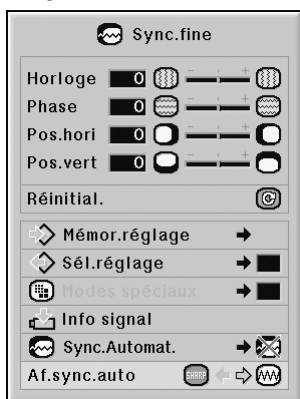 Sync.fine
Horloge 0 - +
Phase 0 - +
Pos.hori 0 - +
Pos.vert 0 - +
Réinitial.
Mémor.réglage
Sél.réglage
Modes spéciaux
Info signal
Sync.Automat.
Af.sync.auto SHARP